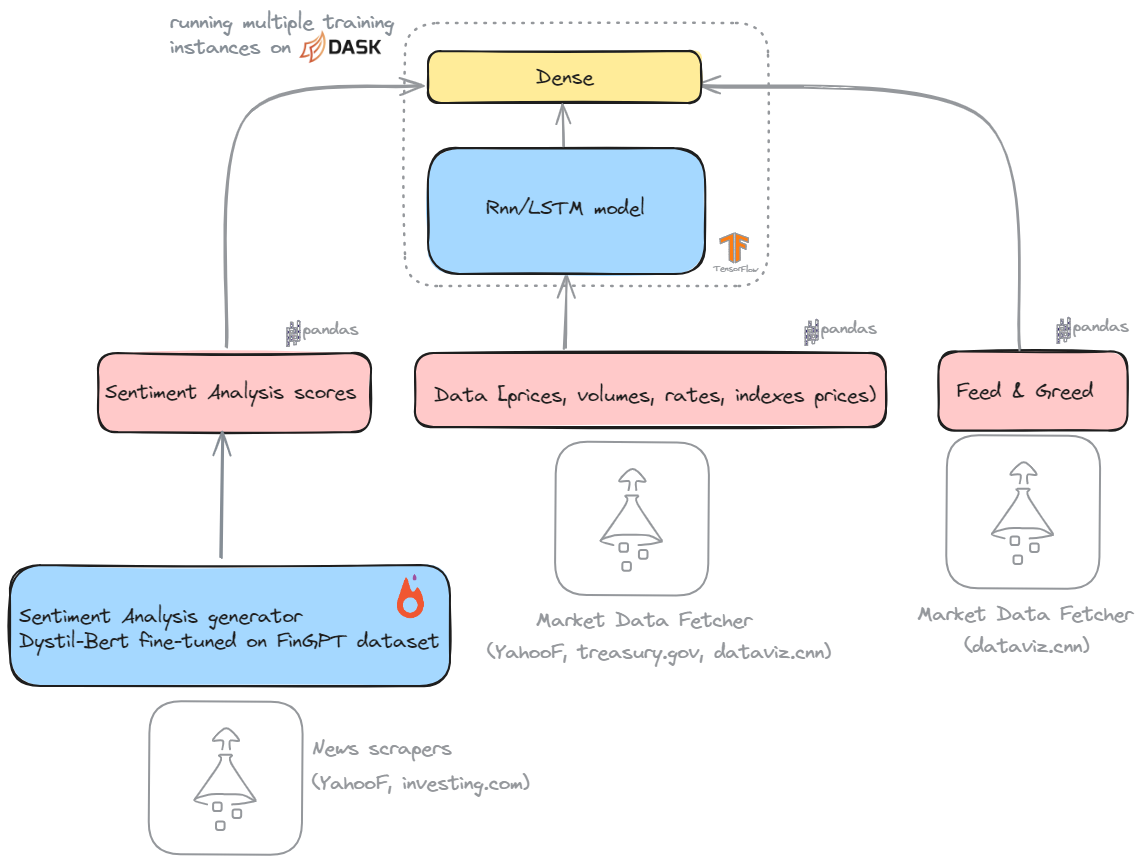 running multiple training
instances on DASK
Dense
Rnn/LSTM model
TensorFlow
pandas
pandas
pandas
Sentiment Analysis scores
Data [prices, volumes, rates, indexes prices)
Feed & Greed
Sentiment Analysis generator
Dystil-Bert fine-tuned on FinGPT dataset
Market Data Fetcher
(YahooF, treasury.gov, dataviz.cnn)
Market Data Fetcher
(dataviz.cnn)
News scrapers
(YahooF, investing.com)